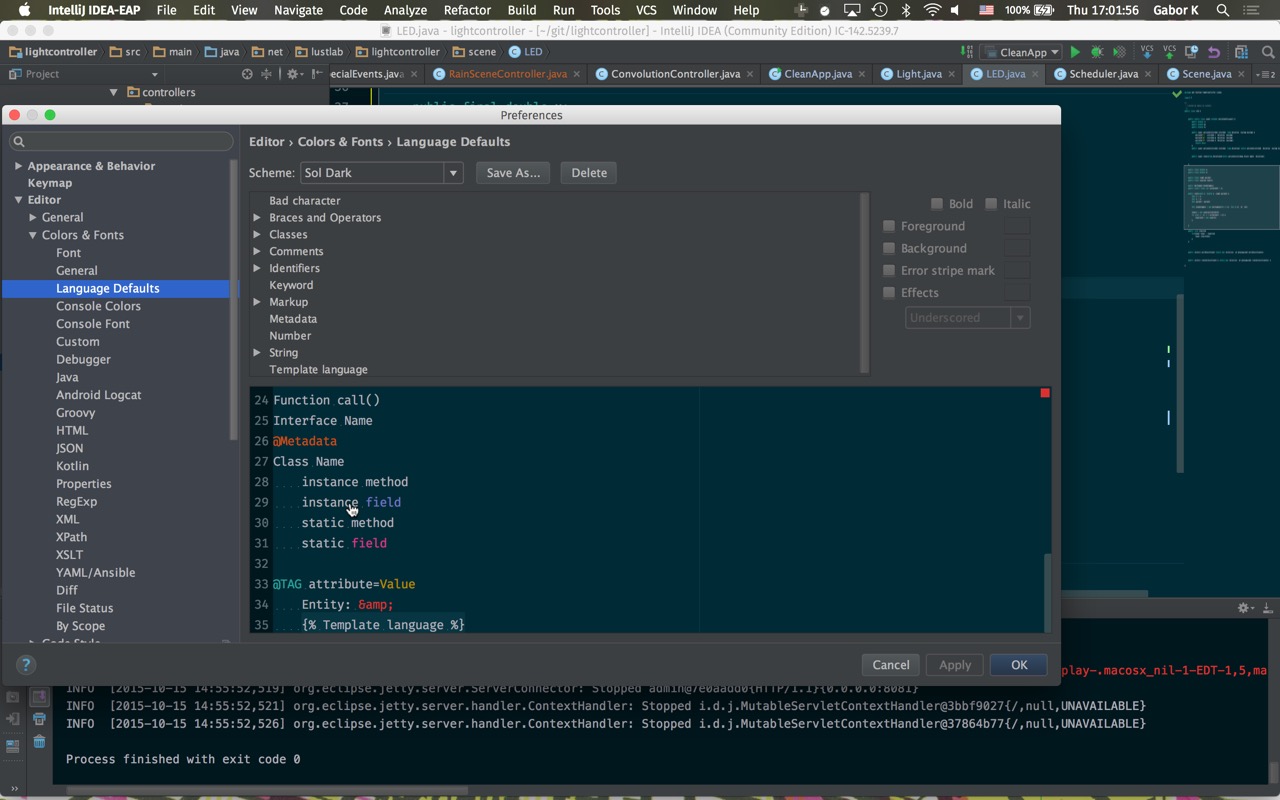 IntelliJ IDEA-EAP File Edit View Navigate Code Analyze Refactor Build Run Tools VCS Window Help 100% Thu 17:01:56 Gabor K
LED.java - lightcontroller - [~/git/lightcontroller] - IntelliJ IDEA (Community Edition) IC-142.5239.7
lightcontroller src main java net lustlab lightcontroller scene LED CleanApp VCS VCS
Project ecialEvents.java RainSceneController.java ConvolutionController.java CleanApp.java Light.java LED.java Scheduler.java Scene.java
controllers
Preferences
Editor › Colors & Fonts › Language Defaults
Scheme: Sol Dark Save As... Delete
Appearance & Behavior
Keymap
Editor
General
Colors & Fonts
Font
General
Language Defaults
Console Colors
Console Font
Custom
Debugger
Java
Android Logcat
Groovy
HTML
JSON
Kotlin
Properties
RegExp
XML
XPath
XSLT
YAML/Ansible
Diff
File Status
By Scope
Code Style
Bad character
Braces and Operators
Classes
Comments
Identifiers
Keyword
Markup
Metadata
Number
String
Template language
Bold Italic
Foreground
Background
Error stripe mark
Effects
Underscored
24 Function call()
25 Interface Name
26 @Metadata
27 Class Name
28 instance method
29 instance field
30 static method
31 static field
32
33 @TAG attribute=Value
34 Entity: &amp;
35 {% Template language %}
? Cancel Apply OK
play-.macosx_nil-1-EDT-1,5,ma
INFO [2015-10-15 14:55:52,519] org.eclipse.jetty.server.ServerConnector: Stopped admin@7e0aadd0{HTTP/1.1}{0.0.0.0:8081}
INFO [2015-10-15 14:55:52,521] org.eclipse.jetty.server.handler.ContextHandler: Stopped i.d.j.MutableServletContextHandler@3bbf9027{/,null,UNAVAILABLE}
INFO [2015-10-15 14:55:52,526] org.eclipse.jetty.server.handler.ContextHandler: Stopped i.d.j.MutableServletContextHandler@37864b77{/,null,UNAVAILABLE}
Process finished with exit code 0